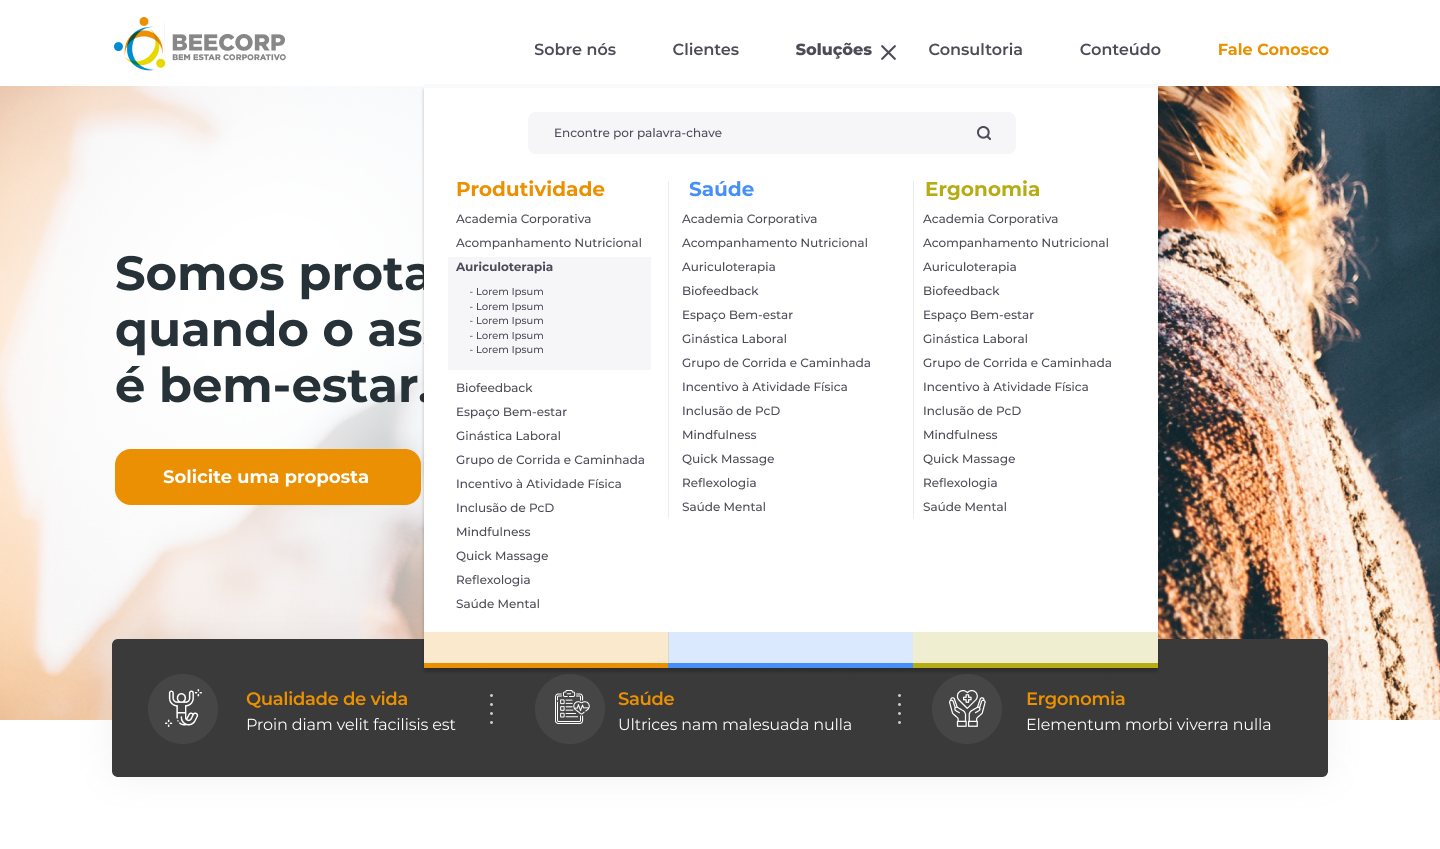 BEECORP
BEM ESTAR CORPORATIVO
Sobre nós
Clientes
Soluções
Consultoria
Conteúdo
Fale Conosco
Encontre por palavra-chave
Produtividade
Academia Corporativa
Acompanhamento Nutricional
Auriculoterapia
- Lorem Ipsum
- Lorem Ipsum
- Lorem Ipsum
- Lorem Ipsum
- Lorem Ipsum
Biofeedback
Espaço Bem-estar
Ginástica Laboral
Grupo de Corrida e Caminhada
Incentivo à Atividade Física
Inclusão de PcD
Mindfulness
Quick Massage
Reflexologia
Saúde Mental
Saúde
Academia Corporativa
Acompanhamento Nutricional
Auriculoterapia
Biofeedback
Espaço Bem-estar
Ginástica Laboral
Grupo de Corrida e Caminhada
Incentivo à Atividade Física
Inclusão de PcD
Mindfulness
Quick Massage
Reflexologia
Saúde Mental
Ergonomia
Academia Corporativa
Acompanhamento Nutricional
Auriculoterapia
Biofeedback
Espaço Bem-estar
Ginástica Laboral
Grupo de Corrida e Caminhada
Incentivo à Atividade Física
Inclusão de PcD
Mindfulness
Quick Massage
Reflexologia
Saúde Mental
Somos prota
quando o as
é bem-estar.
Solicite uma proposta
Qualidade de vida
Proin diam velit facilisis est
Saúde
Ultrices nam malesuada nulla
Ergonomia
Elementum morbi viverra nulla